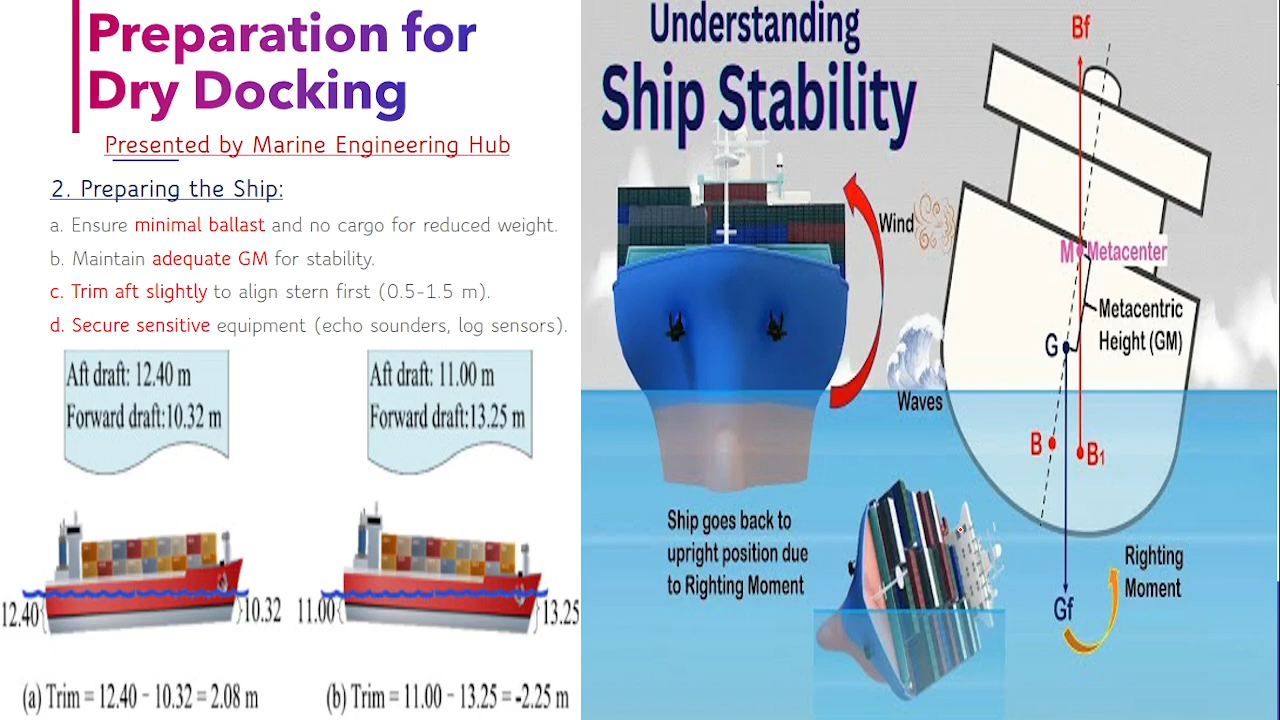 Preparation for
Dry Docking
Presented by Marine Engineering Hub
2. Preparing the Ship:
a. Ensure minimal ballast and no cargo for reduced weight.
b. Maintain adequate GM for stability.
c. Trim aft slightly to align stern first (0.5-1.5 m).
d. Secure sensitive equipment (echo sounders, log sensors).
Aft draft: 12.40 m
Forward draft:10.32 m
Aft draft: 11.00 m
Forward draft:13.25 m
12.40
10.32
11.00
13.25
(a) Trim = 12.40 - 10.32 = 2.08 m
(b) Trim = 11.00 - 13.25 = -2.25 m
Understanding
Ship Stability
Bf
Wind
M
Metacenter
Metacentric
Height (GM)
G
Waves
B
B1
Ship goes back to
upright position due
to Righting Moment
Righting
Moment
Gf